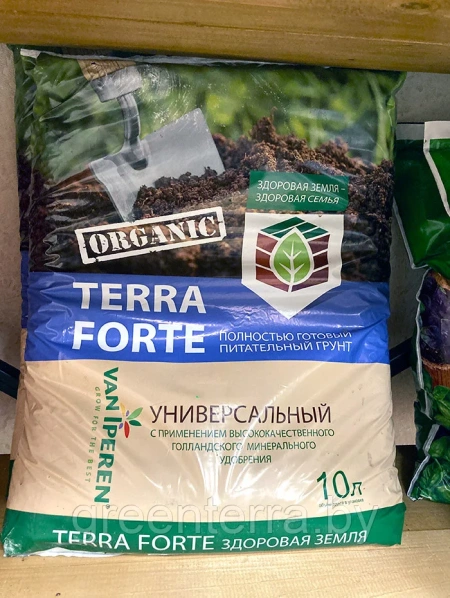 ORGANIC
ЗДОРОВАЯ ЗЕМЛЯ –
ЗДОРОВАЯ СЕМЬЯ
TERRA
FORTE
ПОЛНОСТЬЮ ГОТОВЫЙ
ПИТАТЕЛЬНЫЙ ГРУНТ
VAN IPEREN
GROW FOR THE BEST
УНИВЕРСАЛЬНЫЙ
С ПРИМЕНЕНИЕМ ВЫСОКОКАЧЕСТВЕННОГО
ГОЛЛАНДСКОГО МИНЕРАЛЬНОГО
УДОБРЕНИЯ
10л
greenterra.by
TERRA FORTE ЗДОРОВАЯ ЗЕМЛЯ